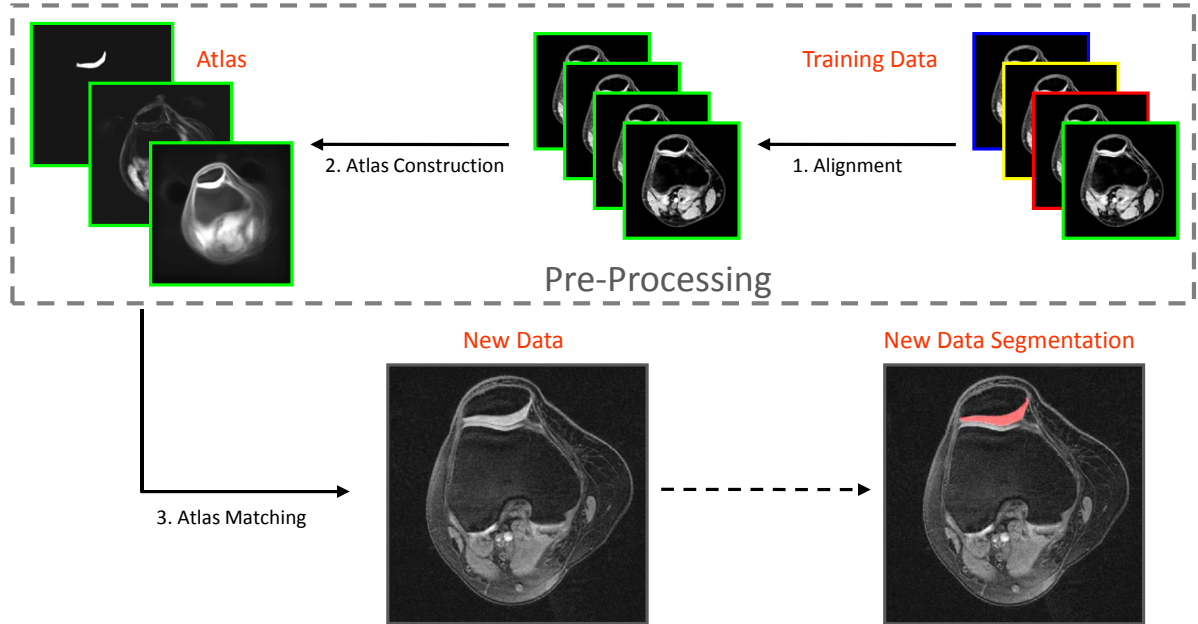 Atlas
Training Data
2. Atlas Construction
1. Alignment
Pre-Processing
New Data
New Data Segmentation
3. Atlas Matching